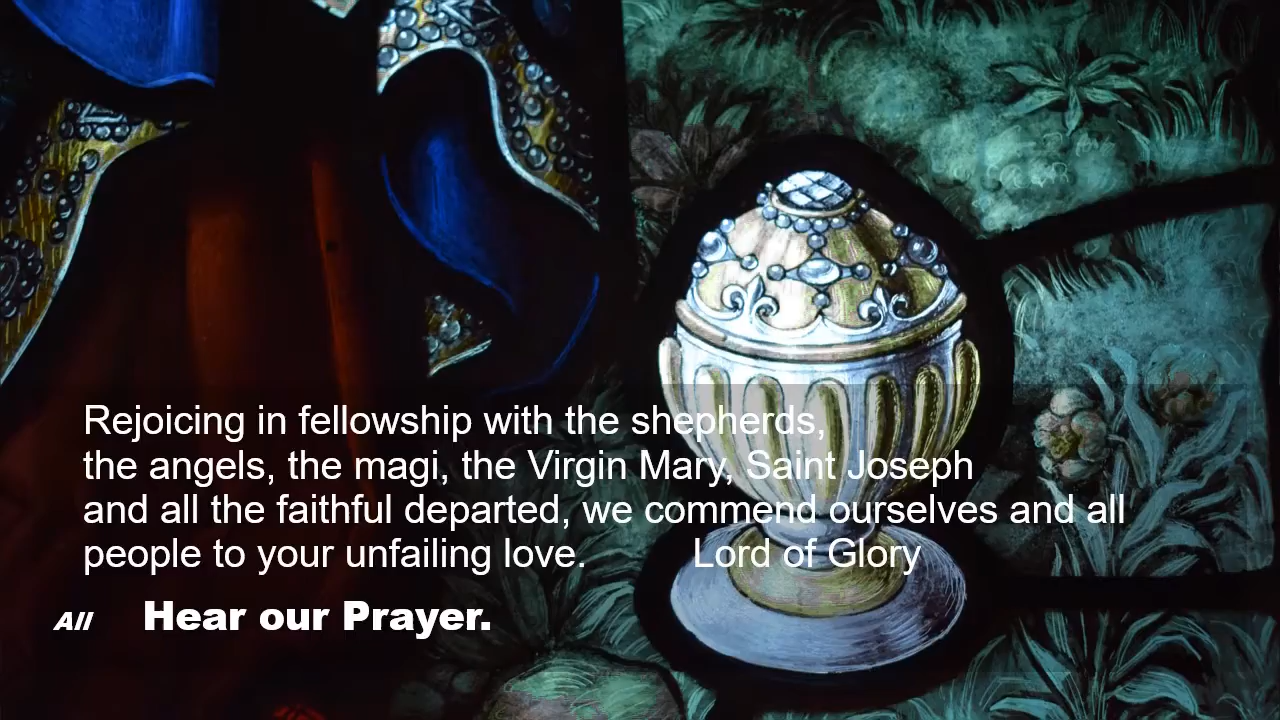 Rejoicing in fellowship with the shepherds,
the angels, the magi, the Virgin Mary, Saint Joseph
and all the faithful departed, we commend ourselves and all
people to your unfailing love. Lord of Glory
All Hear our Prayer.